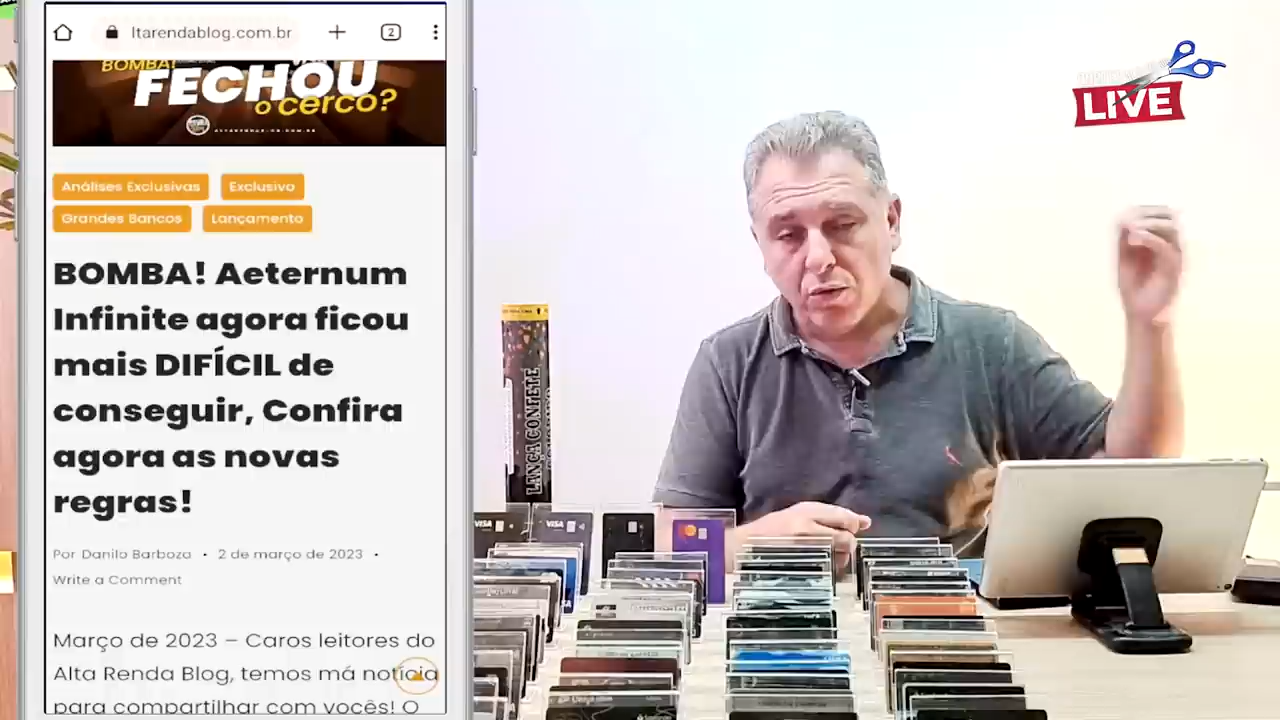 ltarendablog.com.br
2
BOMBA!
FECHOU
o cerco?
Análises Exclusivas
Exclusivo
Grandes Bancos
Lançamento
BOMBA! Aeternum
Infinite agora ficou
mais DIFÍCIL de
conseguir, Confira
agora as novas
regras!
Por Danilo Barboza • 2 de março de 2023 •
Write a Comment
Março de 2023 – Caros leitores do
Alta Renda Blog, temos má notícia
para compartilhar com vocês! O
LIVE
LANÇA CONFETE
VISA
VISA